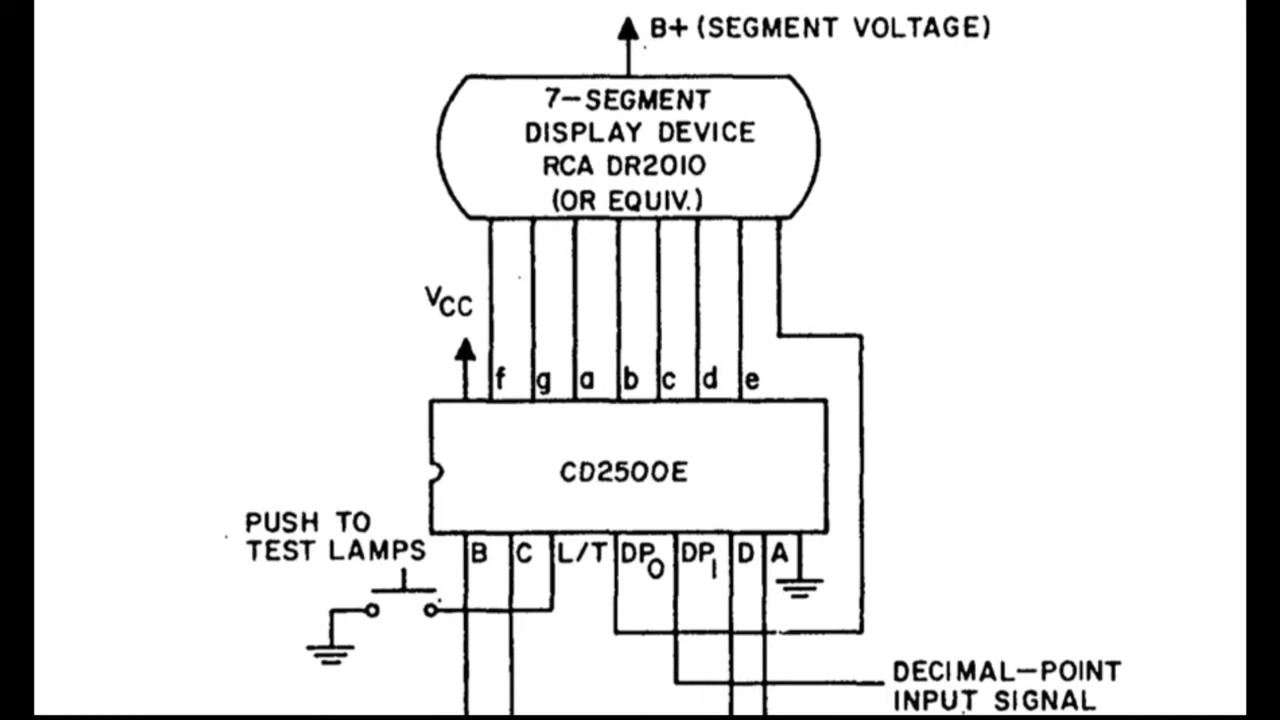 B+ (SEGMENT VOLTAGE)
7-SEGMENT
DISPLAY DEVICE
RCA DR2010
(OR EQUIV.)
VCC
f g a b c d e
CD2500E
PUSH TO
TEST LAMPS
B C L/T DP0 DP1 D A
DECIMAL-POINT
INPUT SIGNAL